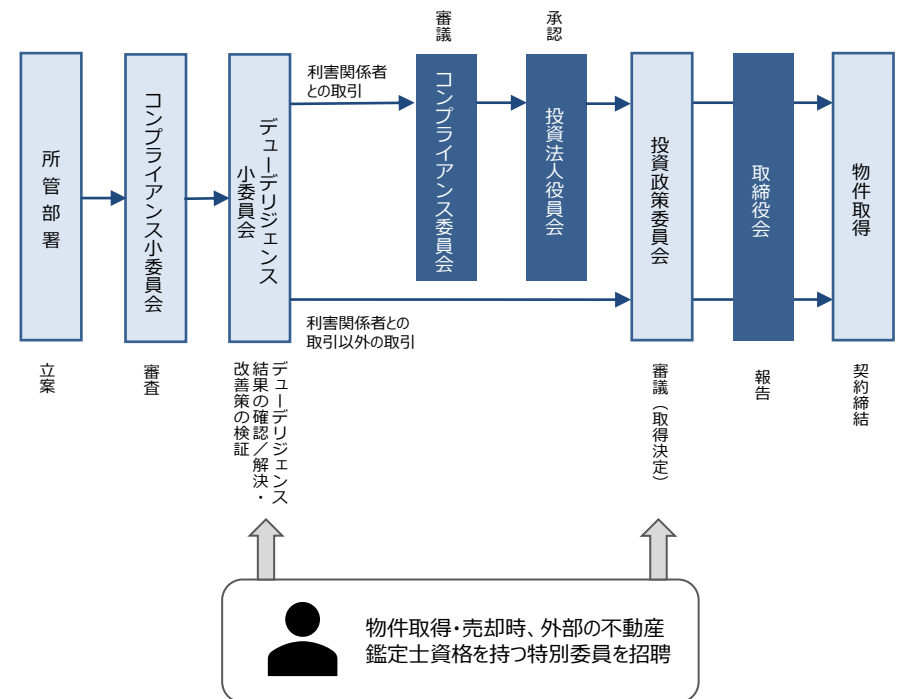 所管部署
立案
コンプライアンス小委員会
審査
デューデリジェンス
小委員会
デューデリジェンス
結果の確認／解決・
改善策の検証
利害関係者
との取引
審議
コンプライアンス委員会
承認
投資法人役員会
利害関係者との
取引以外の取引
投資政策委員会
審議（取得決定）
取締役会
報告
物件取得
契約締結
物件取得・売却時、外部の不動産
鑑定士資格を持つ特別委員を招聘